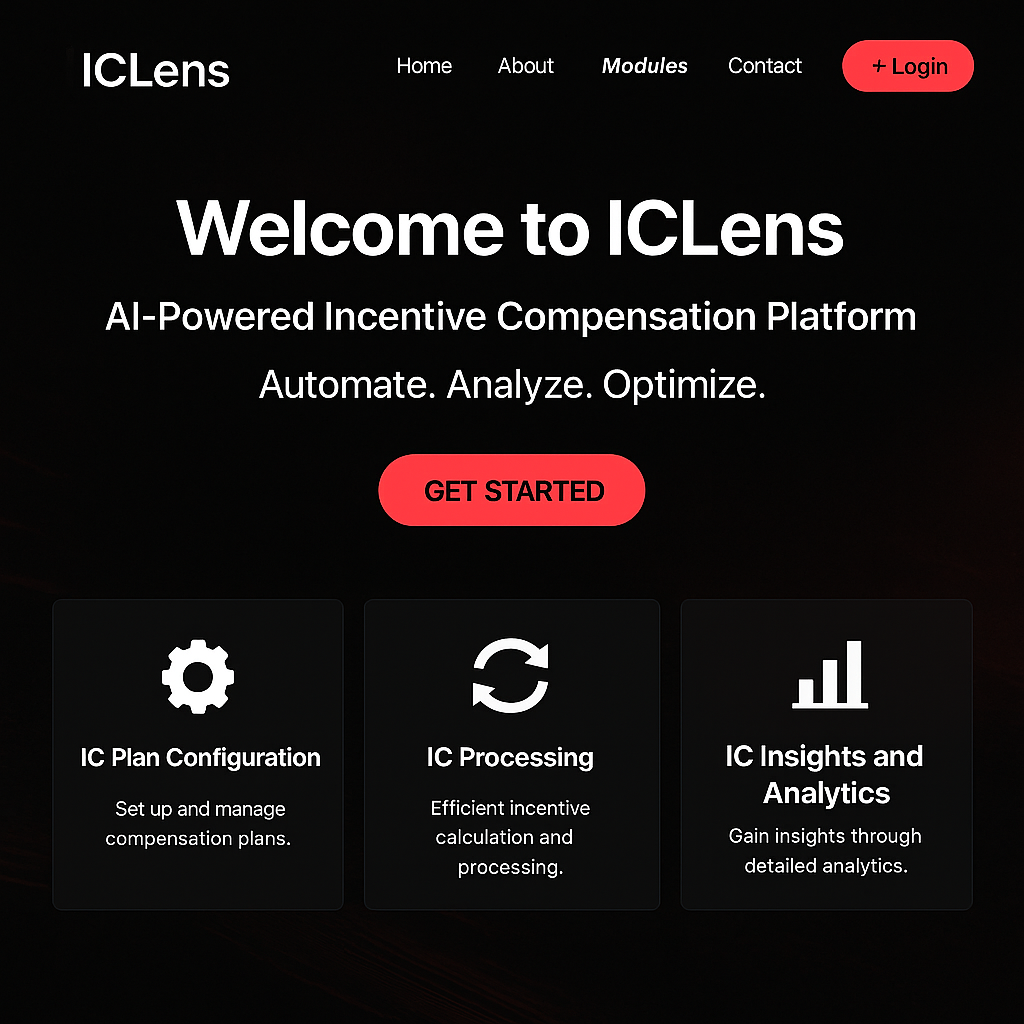 ICLens
Home About Modules Contact + Login
Welcome to ICLens
AI-Powered Incentive Compensation Platform
Automate. Analyze. Optimize.
GET STARTED
IC Plan Configuration
Set up and manage
compensation plans.
IC Processing
Efficient incentive
calculation and
processing.
IC Insights and
Analytics
Gain insights through
detailed analytics.